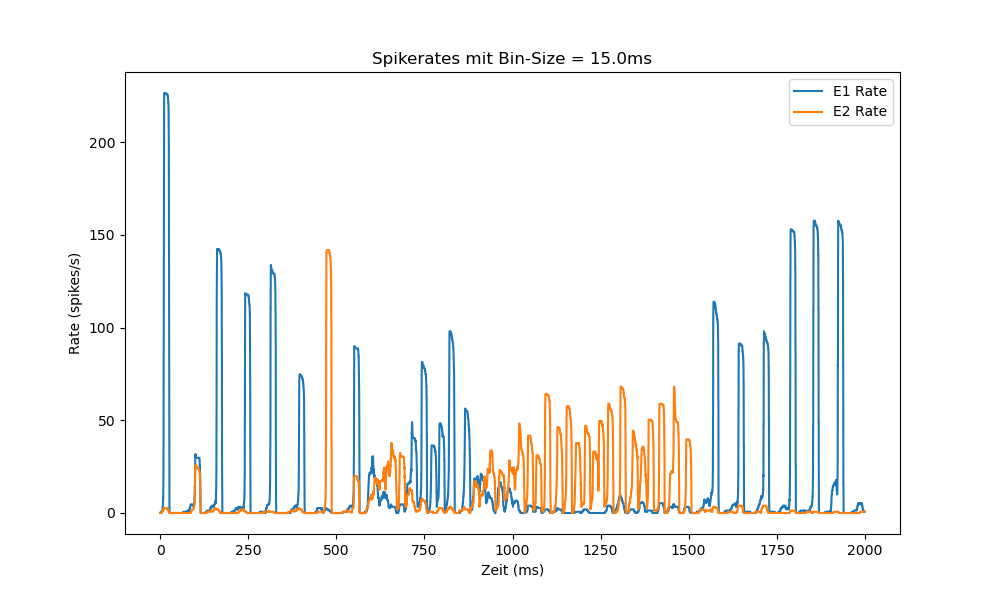 Spikerates mit Bin-Size = 15.0ms
E1 Rate
E2 Rate
200
150
100
50
0
Rate (spikes/s)
0 250 500 750 1000 1250 1500 1750 2000
Zeit (ms)